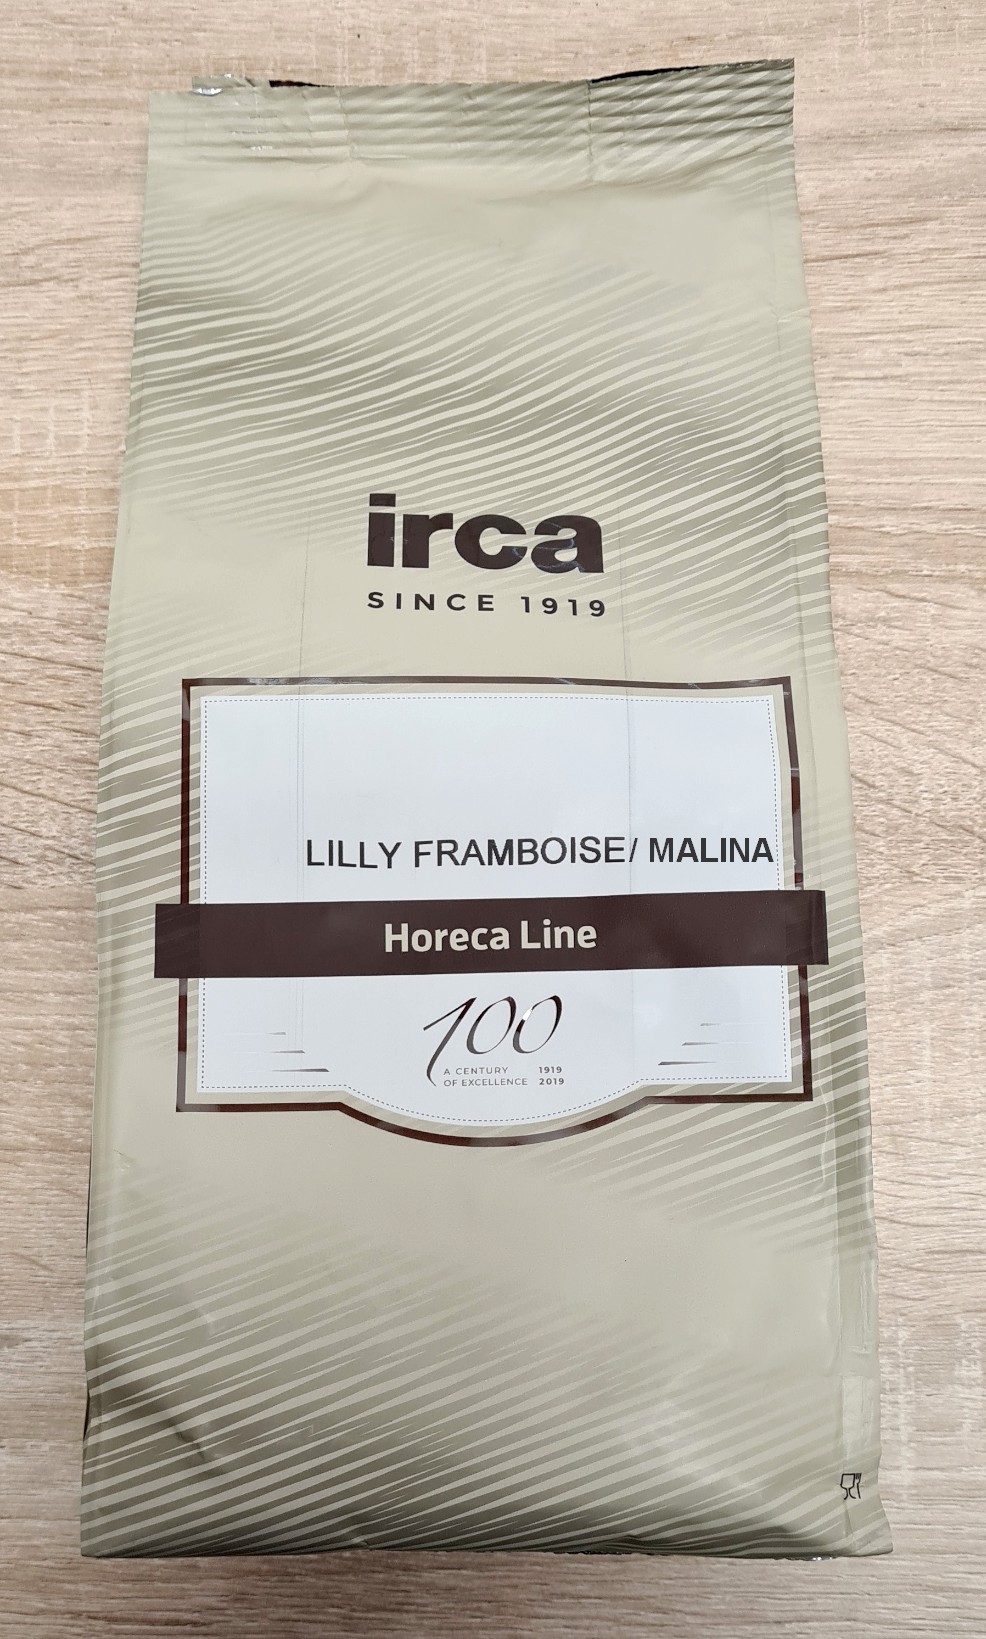 irca
SINCE 1919
LILLY FRAMBOISE/ MALINA
Horeca Line
100
A CENTURY 1919
OF EXCELLENCE 2019